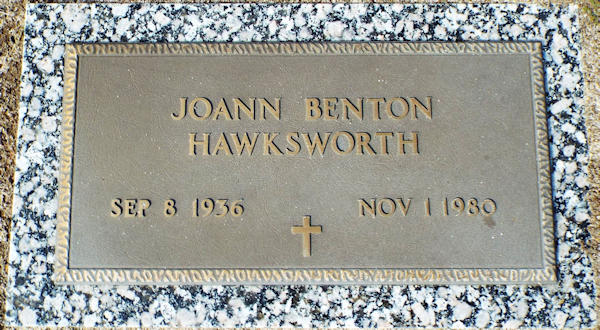 JOANN BENTON
HAWKSWORTH
SEP 8 1936 NOV 1 1980